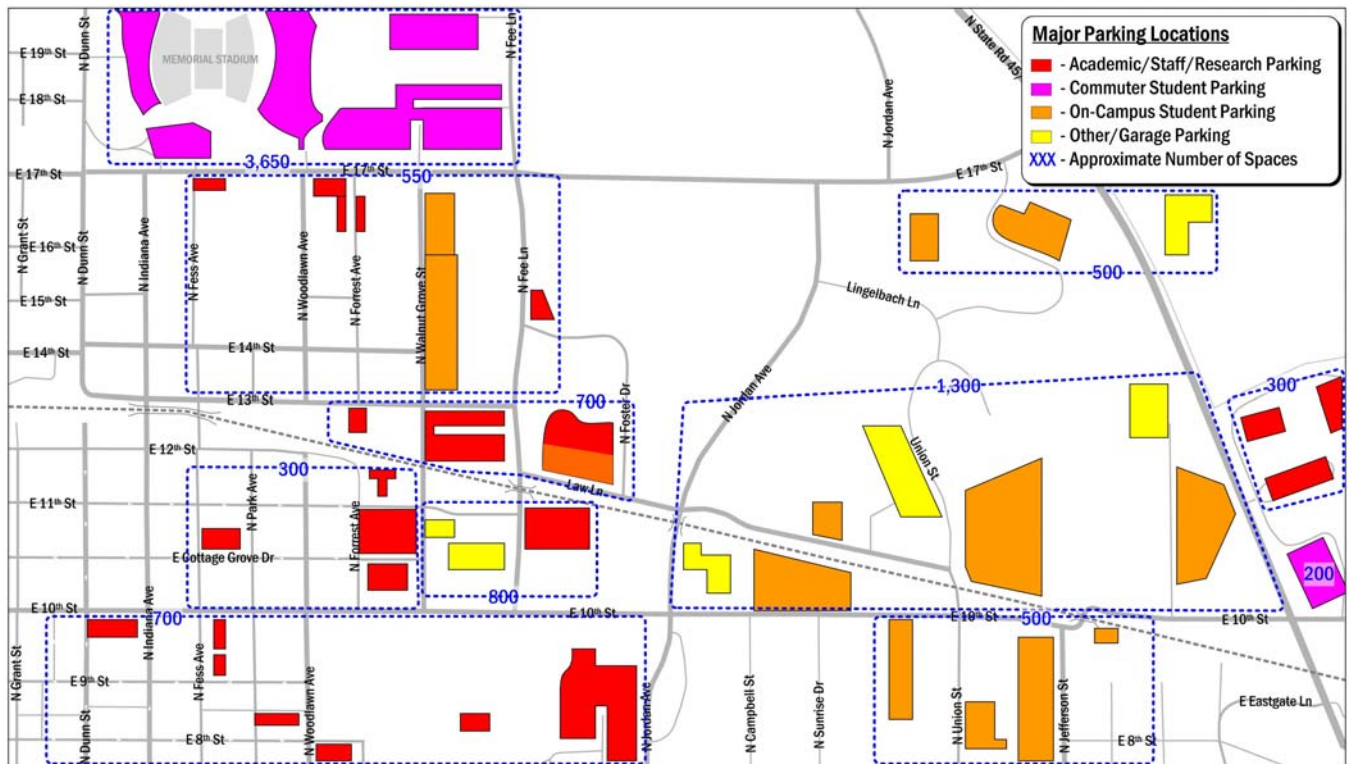 Major Parking Locations
- Academic/Staff/Research Parking
- Commuter Student Parking
- On-Campus Student Parking
- Other/Garage Parking
XXX - Approximate Number of Spaces
N Dunn St
N Fee Ln
N State Rd 45/
E 19th St
MEMORIAL STADIUM
E 18th St
N Jordan Ave
3,650
E 17th St
E 17th St
550
E 17th St
N Grant St
E 16th St
N Dunn St
N Indiana Ave
N Fess Ave
N Woodlawn Ave
N Forrest Ave
N Walnut Grove St
N Fee Ln
500
E 15th St
Lingelbach Ln
E 14th St
E 14th St
N Jordan Ave
1,300
300
E 13th St
700
N Foster Dr
E 12th St
Union St
300
Law Ln
E 11th St
N Park Ave
N Forrest Ave
E Cottage Grove Dr
200
800
E 10th St
E 10th St
E 10th St
E 10th St
700
500
N Indiana Ave
N Grant St
E 9th St
N Fess Ave
N Dunn St
E 8th St
N Woodlawn Ave
N Jordan Ave
N Campbell St
N Sunrise Dr
N Union St
N Jefferson St
E 8th St
E Eastgate Ln